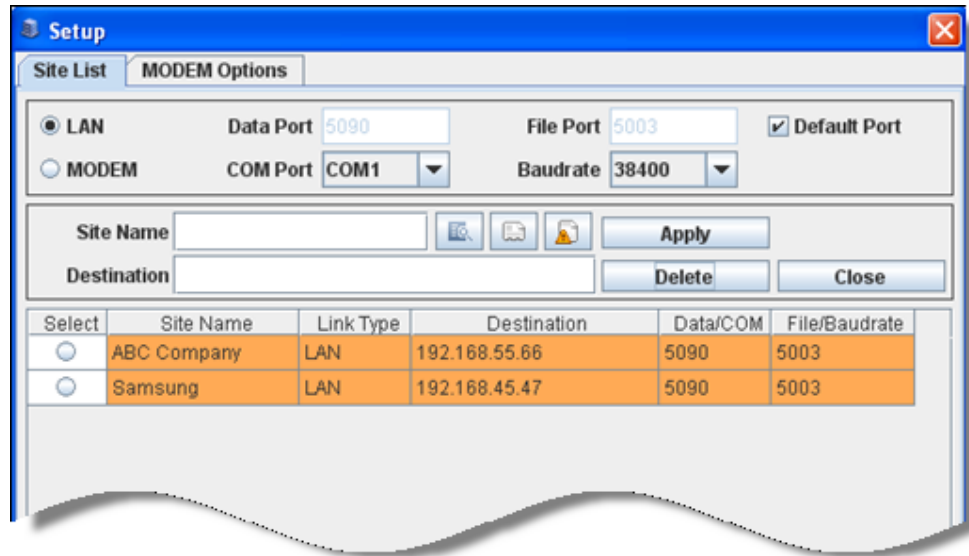 Setup
Site List MODEM Options
LAN Data Port 5090 File Port 5003 Default Port
MODEM COM Port COM1 Baudrate 38400
Site Name Apply
Destination Delete Close
Select Site Name Link Type Destination Data/COM File/Baudrate
ABC Company LAN 192.168.55.66 5090 5003
Samsung LAN 192.168.45.47 5090 5003